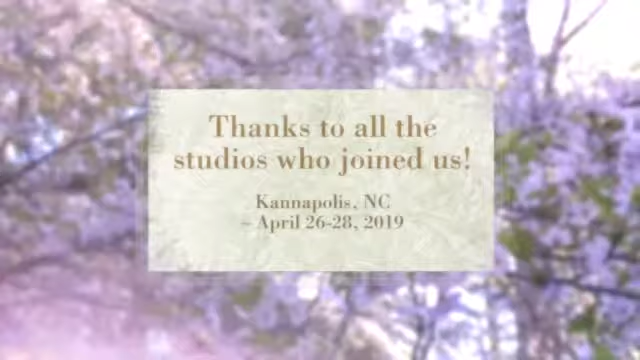 Thanks to all the
studios who joined us!
Kannapolis, NC
~ April 26-28, 2019